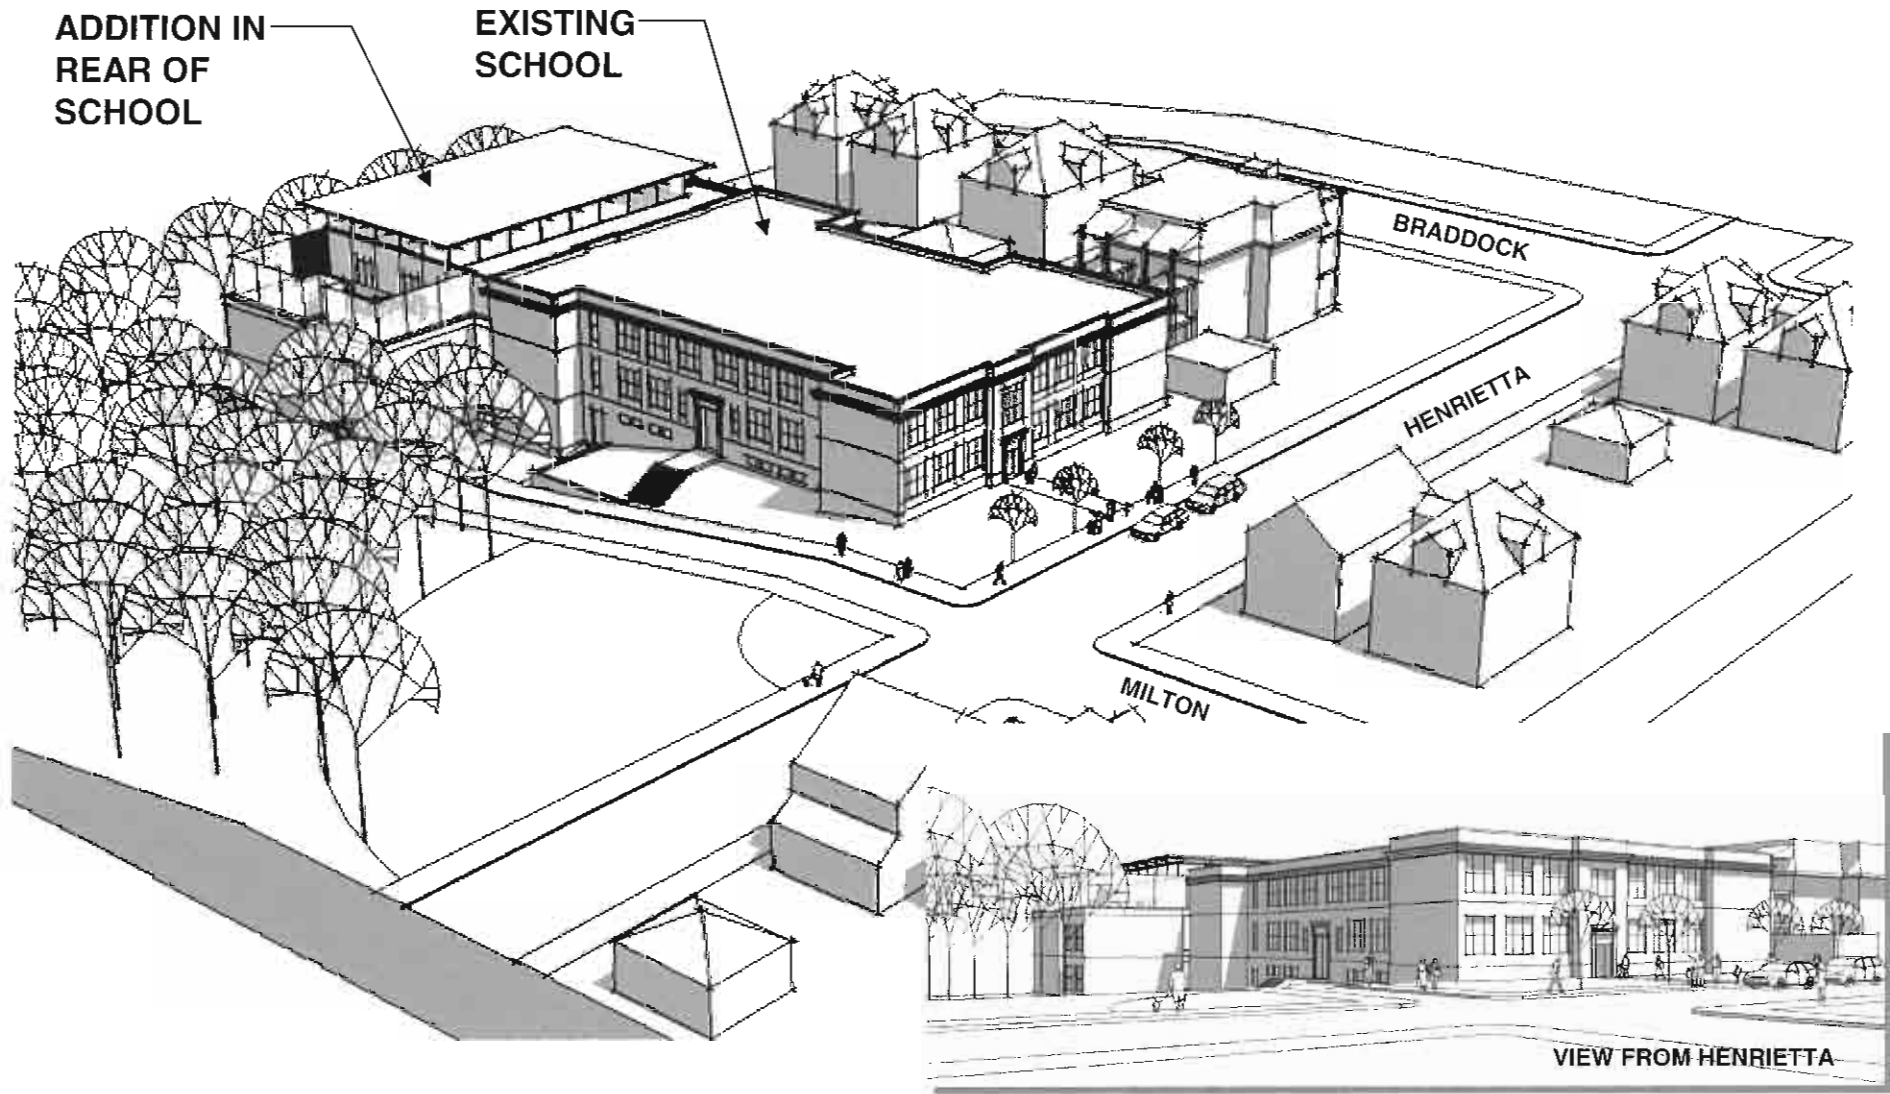 ADDITION IN
REAR OF
SCHOOL
EXISTING
SCHOOL
BRADDOCK
HENRIETTA
MILTON
VIEW FROM HENRIETTA